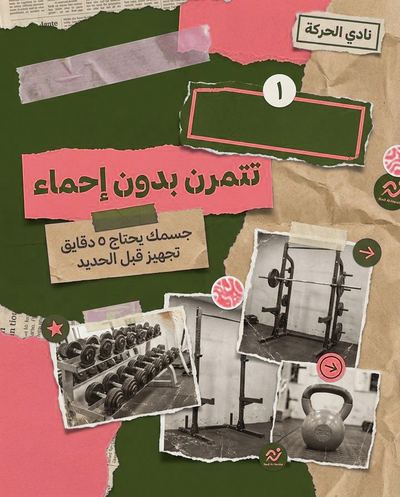 نادي الحركة
١
تتمرن بدون إحماء
جسمك يحتاج ٥ دقايق
تجهيز قبل الحديد